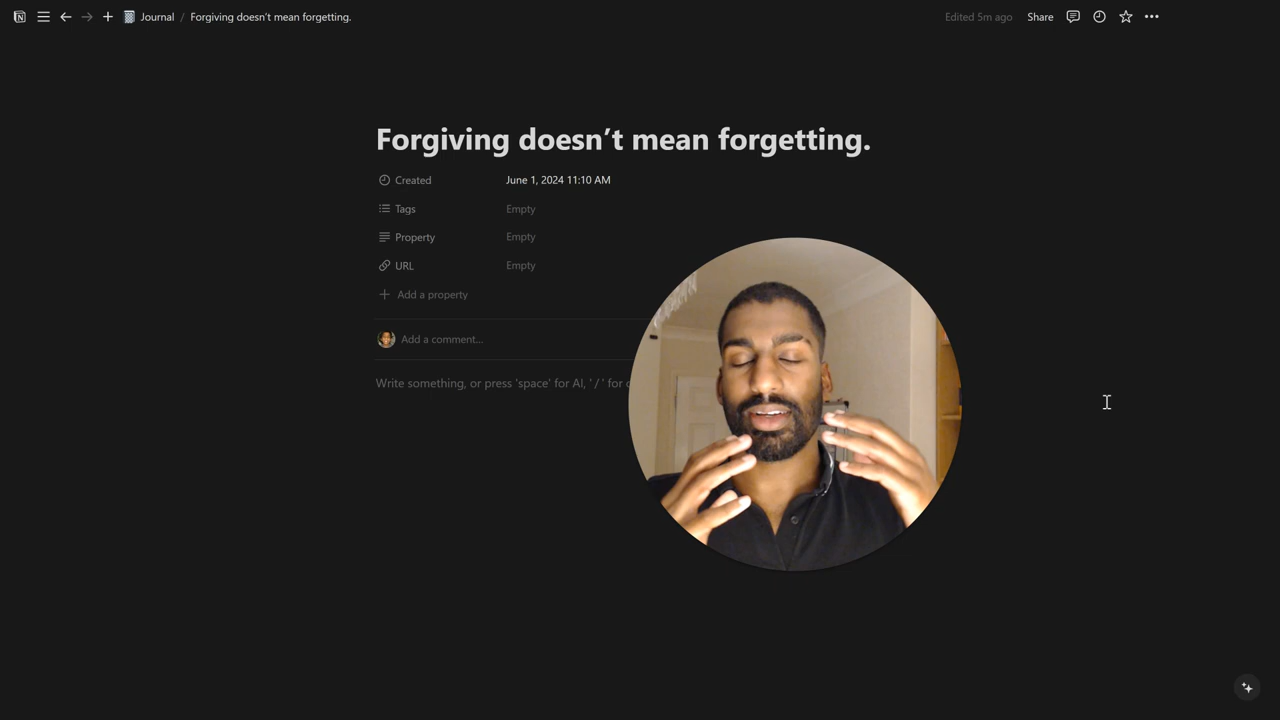 Journal / Forgiving doesn’t mean forgetting.
Edited 5m ago Share
Forgiving doesn’t mean forgetting.
Created June 1, 2024 11:10 AM
Tags Empty
Property Empty
URL Empty
Add a property
Add a comment...
Write something, or press 'space' for AI, '/' for